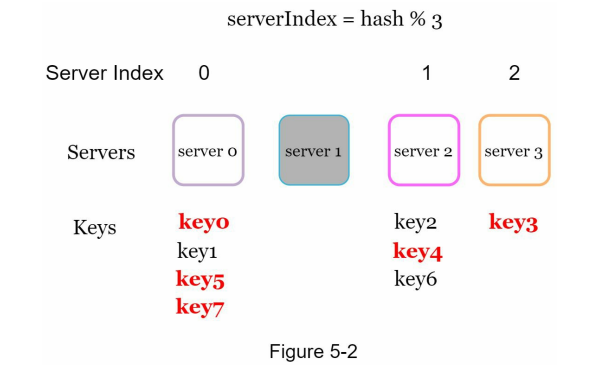 serverIndex = hash % 3
Server Index 0 1 2
Servers server 0 server 1 server 2 server 3
Keys key0 key2 key3
key1 key4
key5 key6
key7
Figure 5-2